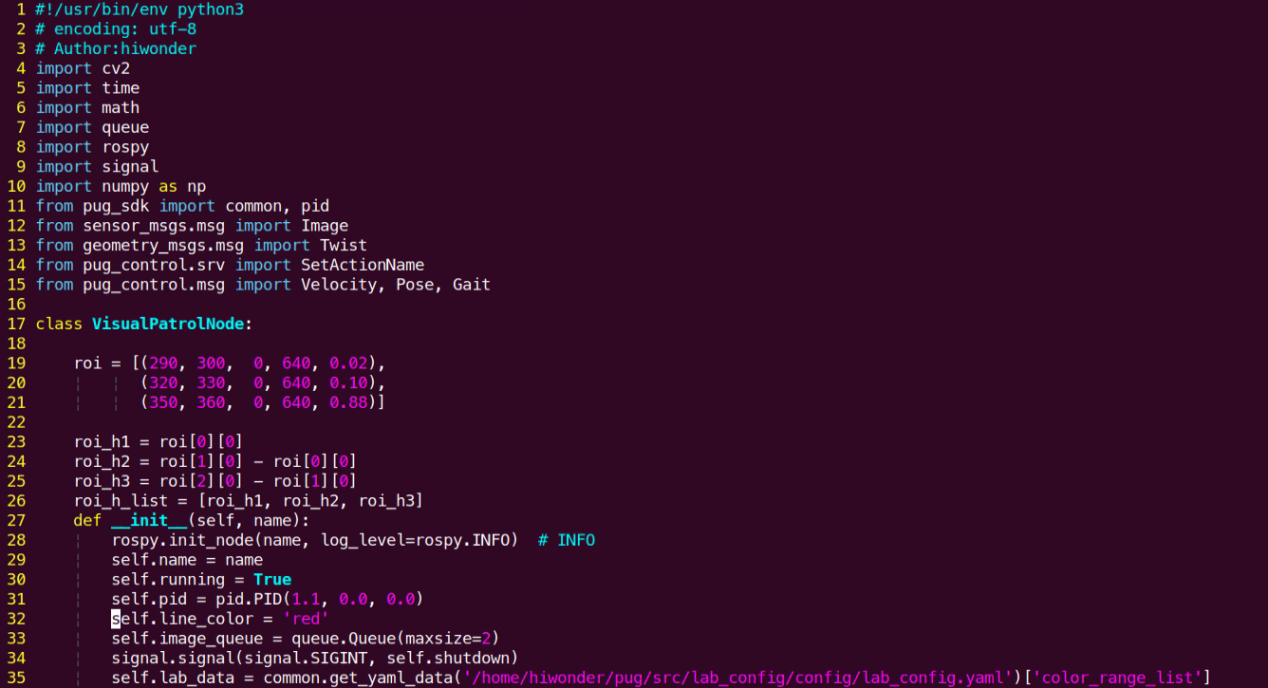 1 #!/usr/bin/env python3
2 # encoding: utf-8
3 # Author:hiwonder
4 import cv2
5 import time
6 import math
7 import queue
8 import rospy
9 import signal
10 import numpy as np
11 from pug_sdk import common, pid
12 from sensor_msgs.msg import Image
13 from geometry_msgs.msg import Twist
14 from pug_control.srv import SetActionName
15 from pug_control.msg import Velocity, Pose, Gait
16
17 class VisualPatrolNode:
18
19     roi = [(290, 300,  0, 640, 0.02),
20     ¦   ¦  (320, 330,  0, 640, 0.10),
21     ¦   ¦  (350, 360,  0, 640, 0.88)]
22
23     roi_h1 = roi[0][0]
24     roi_h2 = roi[1][0] - roi[0][0]
25     roi_h3 = roi[2][0] - roi[1][0]
26     roi_h_list = [roi_h1, roi_h2, roi_h3]
27     def __init__(self, name):
28     ¦   rospy.init_node(name, log_level=rospy.INFO)  # INFO
29     ¦   self.name = name
30     ¦   self.running = True
31     ¦   self.pid = pid.PID(1.1, 0.0, 0.0)
32     ¦   self.line_color = 'red'
33     ¦   self.image_queue = queue.Queue(maxsize=2)
34     ¦   signal.signal(signal.SIGINT, self.shutdown)
35     ¦   self.lab_data = common.get_yaml_data('/home/hiwonder/pug/src/lab_config/config/lab_config.yaml')['color_range_list']